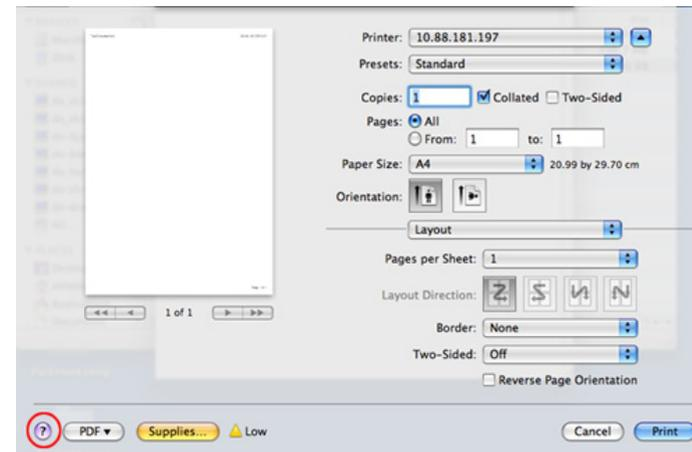 Printer: 10.88.181.197
Presets: Standard
Copies: 1 Collated Two-Sided
Pages: All
From: 1 to: 1
Paper Size: A4 20.99 by 29.70 cm
Orientation:
Layout
Pages per Sheet: 1
Layout Direction:
1 of 1
Border: None
Two-Sided: Off
Reverse Page Orientation
? PDF Supplies... Low Cancel Print